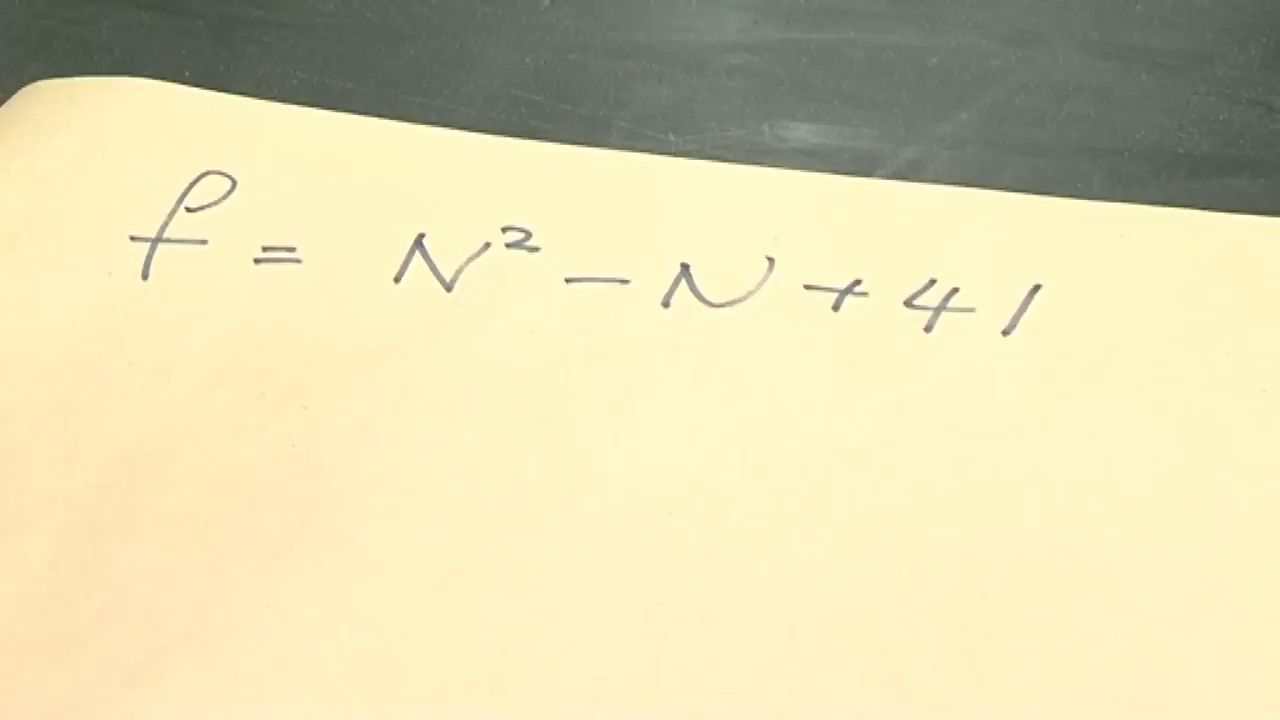 f = N² - N + 41